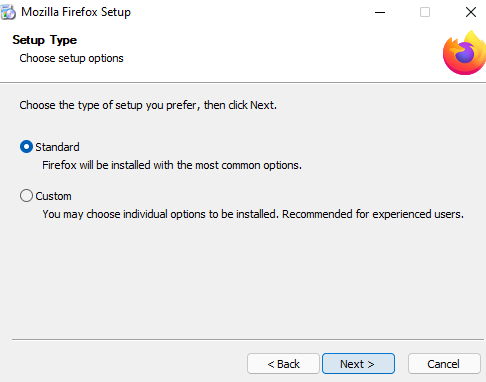 Mozilla Firefox Setup
Setup Type
Choose setup options
Choose the type of setup you prefer, then click Next.
Standard
Firefox will be installed with the most common options.
Custom
You may choose individual options to be installed. Recommended for experienced users.
< Back
Next >
Cancel